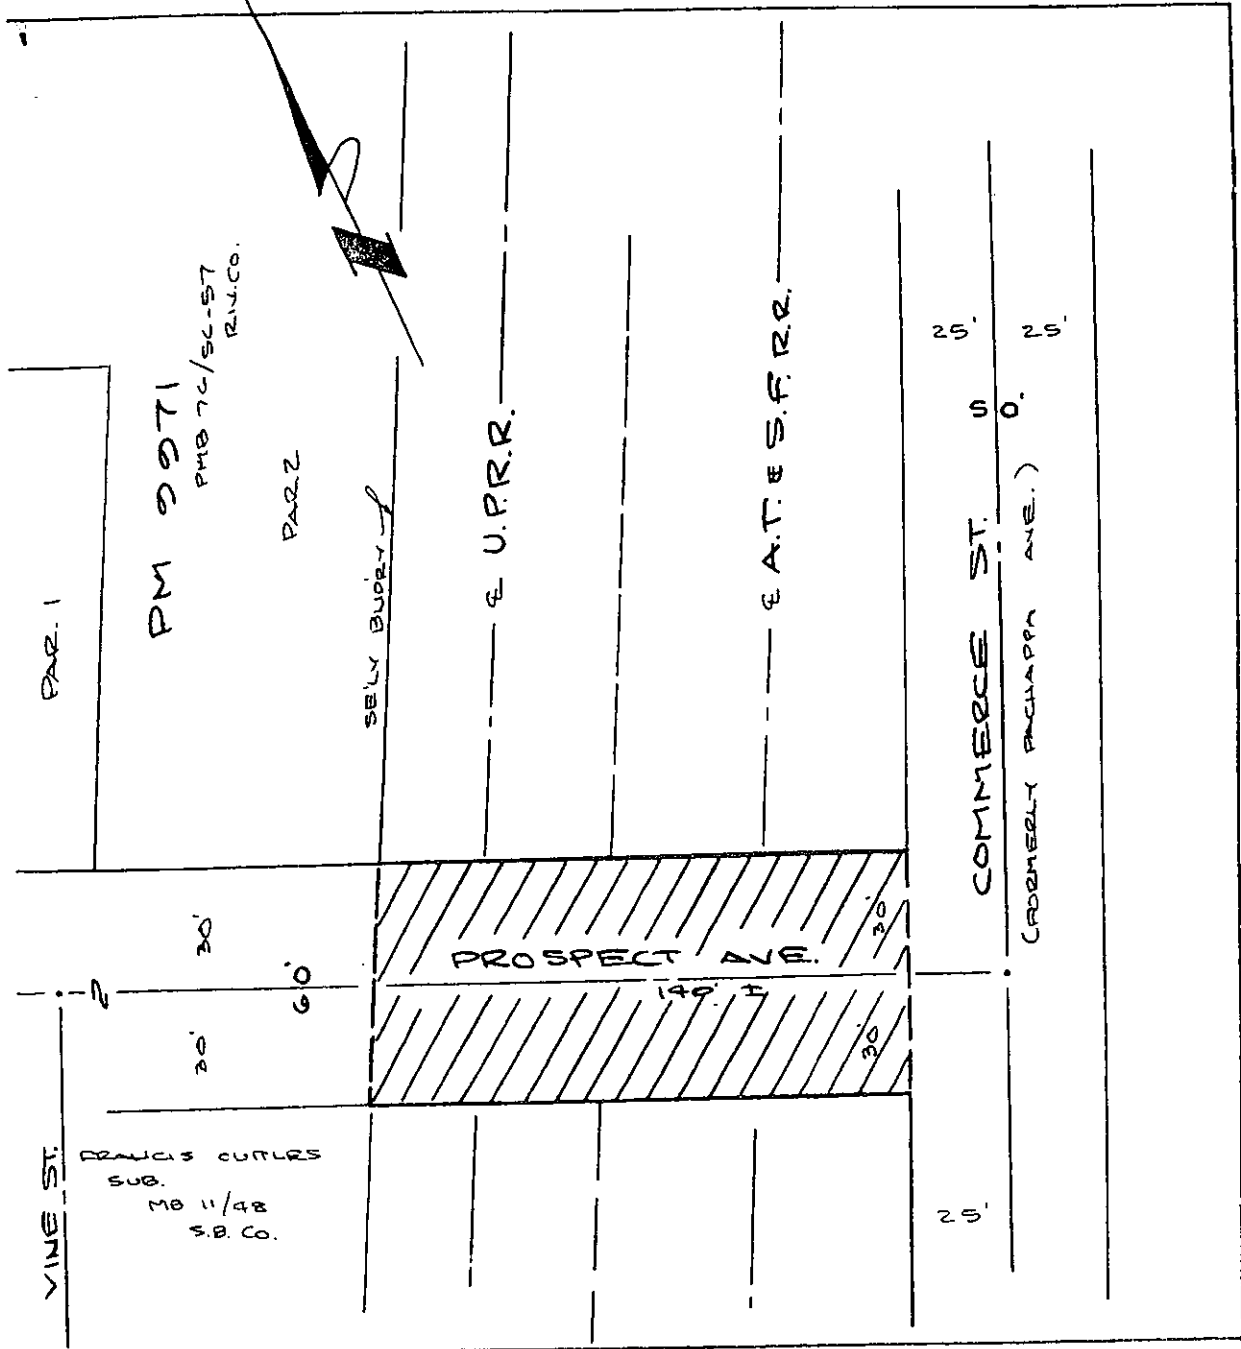 PAR. 1
PM 9971
PMB 76/56-57
RIV. CO.
PAR 2
SE'LY BNDRY
℄ U.P.R.R.
℄ A.T. & S.F. R.R.
25' 25'
50'
COMMERCE ST.
(FORMERLY PACHAPPA AVE.)
30'
60'
30'
PROSPECT AVE.
140' ±
30'
30'
VINE ST.
FRANCIS CUTLERS
SUB.
MB 11/48
S.B. CO.
25'